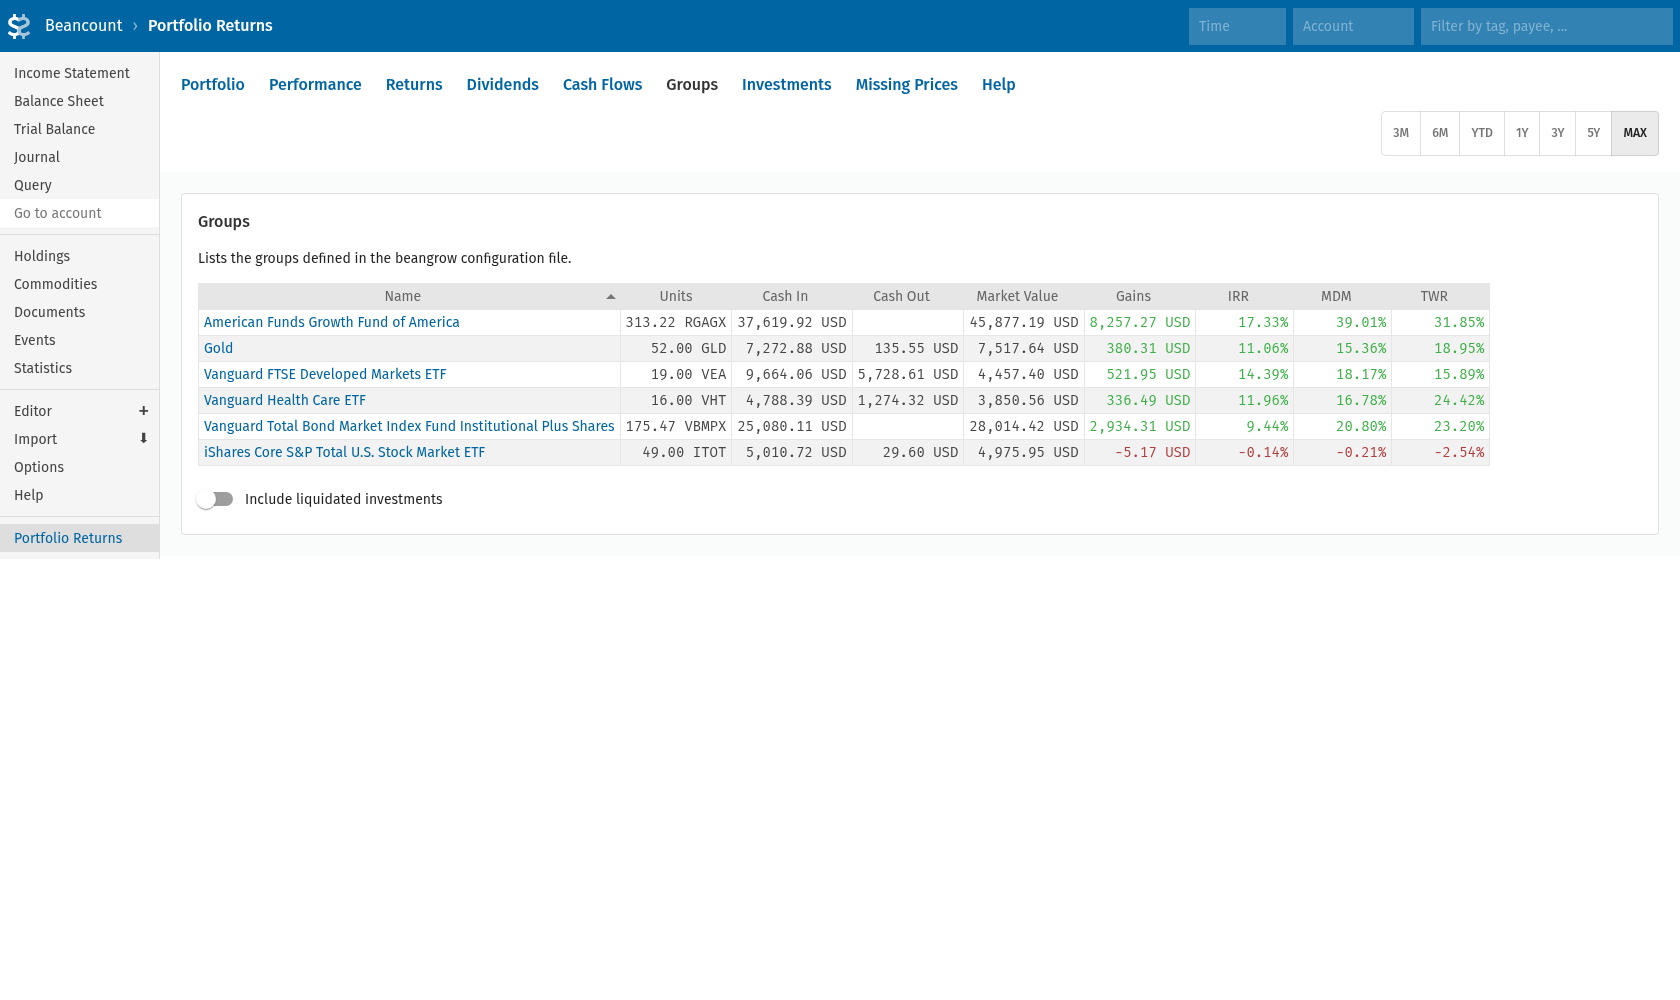 Beancount › Portfolio Returns
Time
Account
Filter by tag, payee, ...
Income Statement
Balance Sheet
Trial Balance
Journal
Query
Go to account
Holdings
Commodities
Documents
Events
Statistics
Editor +
Import ⬇
Options
Help
Portfolio Returns
Portfolio Performance Returns Dividends Cash Flows Groups Investments Missing Prices Help
3M 6M YTD 1Y 3Y 5Y MAX
Groups
Lists the groups defined in the beangrow configuration file.
Name Units Cash In Cash Out Market Value Gains IRR MDM TWR
American Funds Growth Fund of America 313.22 RGAGX 37,619.92 USD 45,877.19 USD 8,257.27 USD 17.33% 39.01% 31.85%
Gold 52.00 GLD 7,272.88 USD 135.55 USD 7,517.64 USD 380.31 USD 11.06% 15.36% 18.95%
Vanguard FTSE Developed Markets ETF 19.00 VEA 9,664.06 USD 5,728.61 USD 4,457.40 USD 521.95 USD 14.39% 18.17% 15.89%
Vanguard Health Care ETF 16.00 VHT 4,788.39 USD 1,274.32 USD 3,850.56 USD 336.49 USD 11.96% 16.78% 24.42%
Vanguard Total Bond Market Index Fund Institutional Plus Shares 175.47 VBMPX 25,080.11 USD 28,014.42 USD 2,934.31 USD 9.44% 20.80% 23.20%
iShares Core S&P Total U.S. Stock Market ETF 49.00 ITOT 5,010.72 USD 29.60 USD 4,975.95 USD -5.17 USD -0.14% -0.21% -2.54%
Include liquidated investments